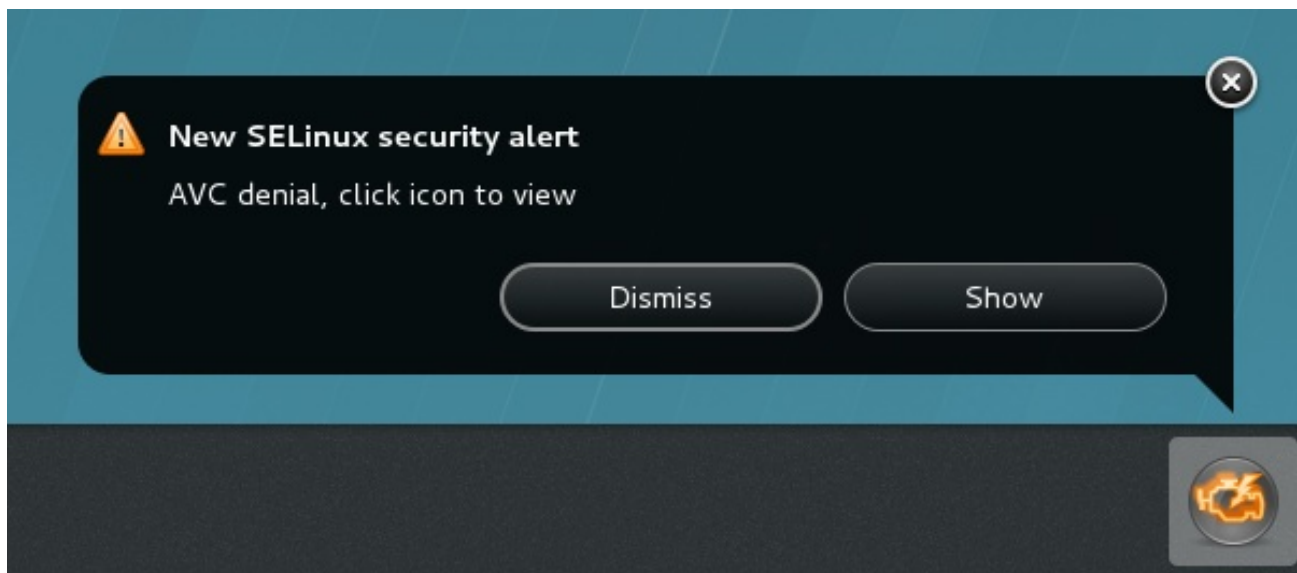 New SELinux security alert
AVC denial, click icon to view
Dismiss
Show